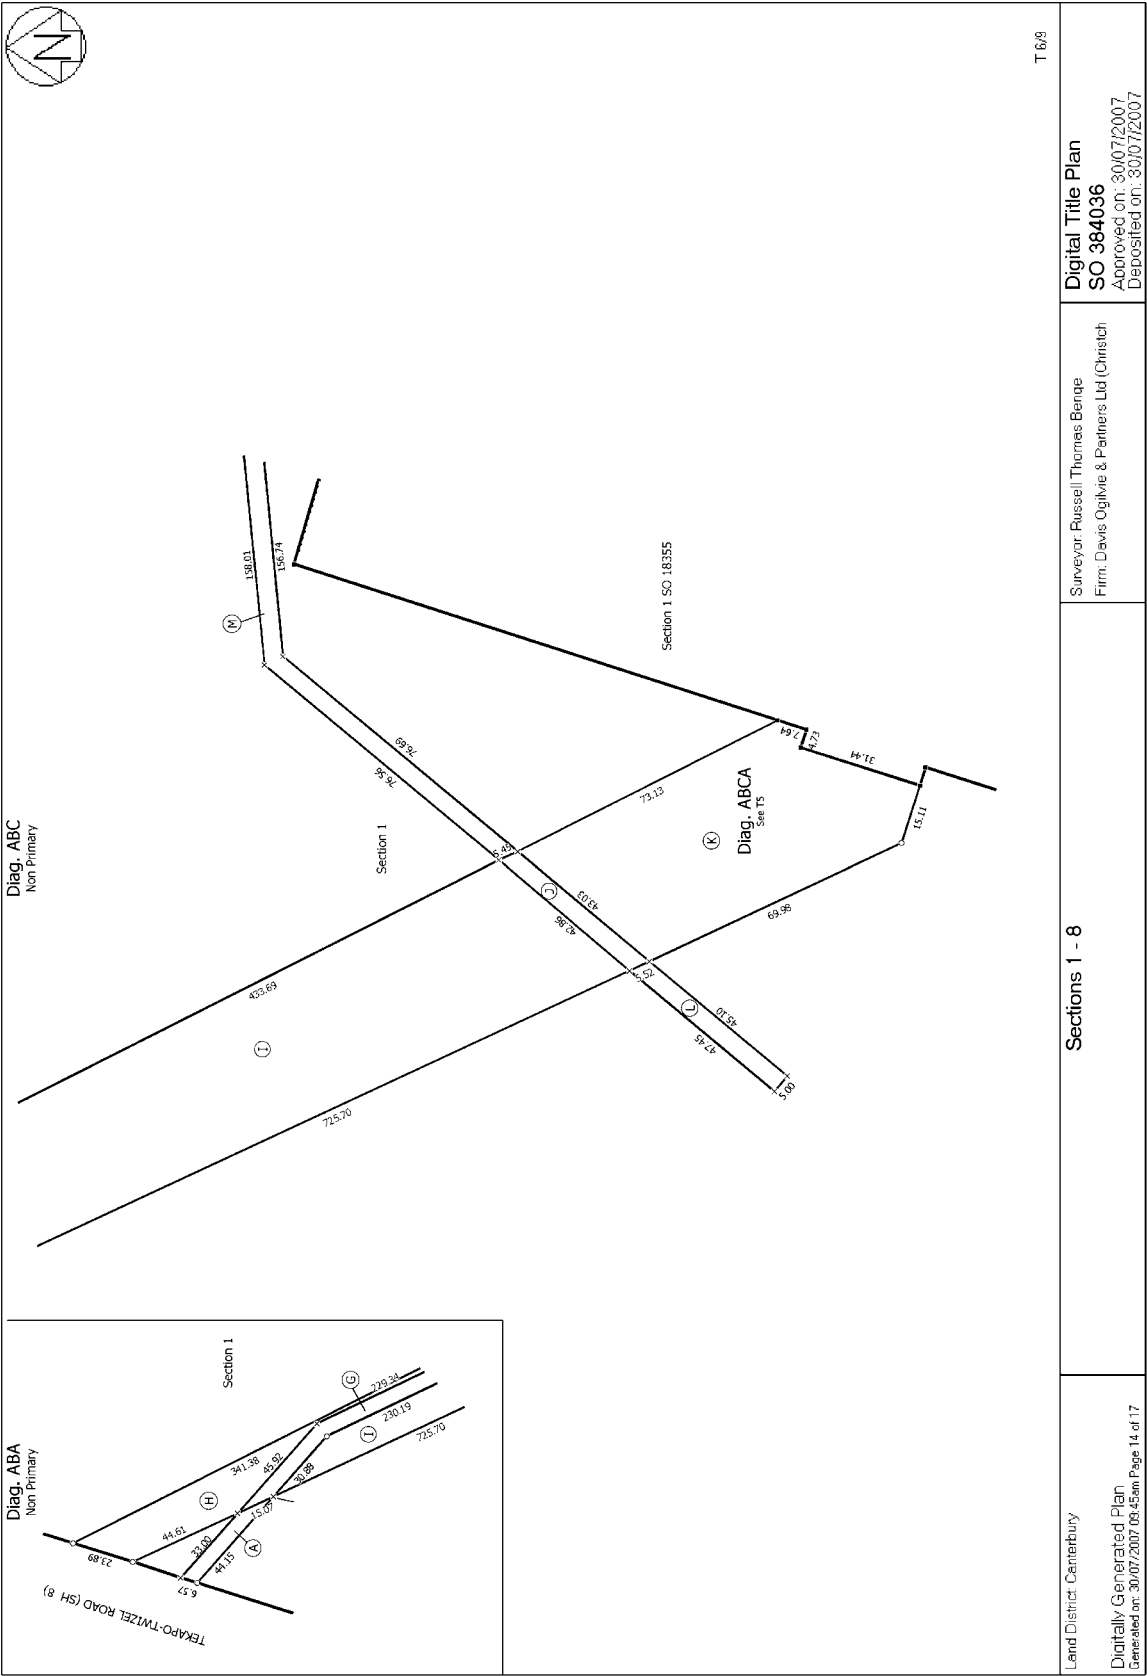 Diag. ABA
Non Primary
TEKAPO-TWIZEL ROAD (SH 8)
23.89
6.57
44.61
341.38
H
33.00
44.15
A
15.07
45.92
30.88
Section 1
G
229.34
230.19
I
725.70
Diag. ABC
Non Primary
433.69
I
725.70
Section 1
M
158.01
156.74
76.56
76.69
5.49
J
42.86
43.03
73.13
5.52
L
47.45
45.10
5.00
K
Diag. ABCA
See T5
69.98
7.64
4.73
31.44
15.11
Section 1 SO 18355
T 6/9
Land District: Canterbury
Digitally Generated Plan
Generated on: 30/07/2007 09:45am Page 14 of 17
Sections 1 - 8
Surveyor: Russell Thomas Benge
Firm: Davis Ogilvie & Partners Ltd (Christch
Digital Title Plan
SO 384036
Approved on: 30/07/2007
Deposited on: 30/07/2007
N